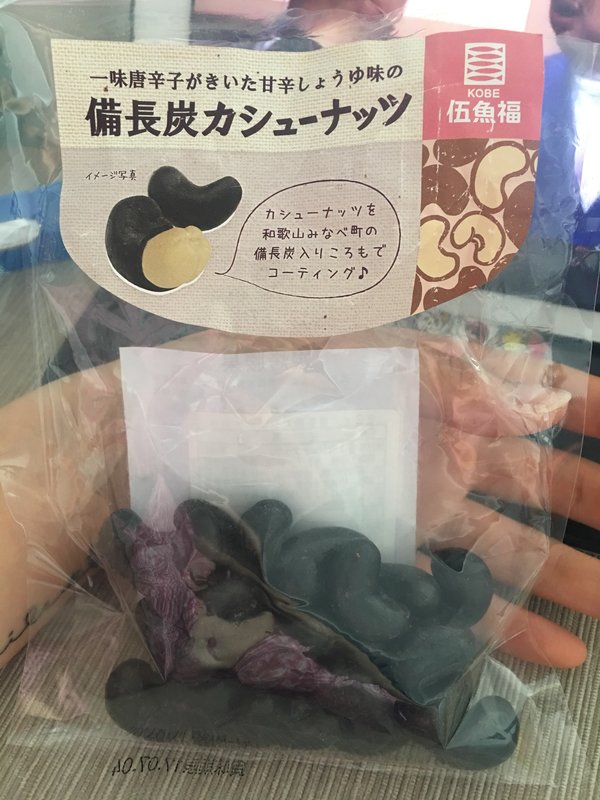 一味唐辛子がきいた甘辛しょうゆ味の
備長炭カシューナッツ
KOBE
伍魚福
イメージ写真
カシューナッツを
和歌山みなべ町の
備長炭入りころもで
コーティング♪